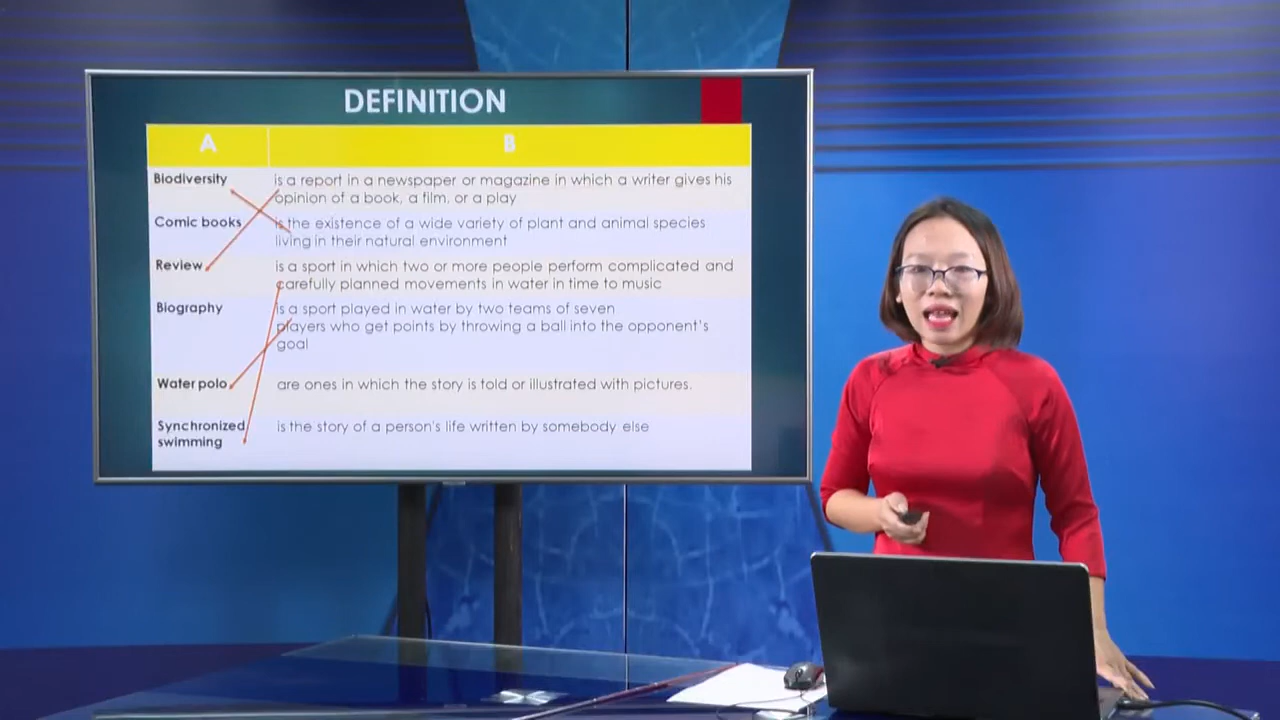 DEFINITION
A B
Biodiversity is a report in a newspaper or magazine in which a writer gives his
opinion of a book, a film, or a play
Comic books is the existence of a wide variety of plant and animal species
living in their natural environment
Review is a sport in which two or more people perform complicated and
carefully planned movements in water in time to music
Biography is a sport played in water by two teams of seven
players who get points by throwing a ball into the opponent's
goal
Water polo are ones in which the story is told or illustrated with pictures.
Synchronized is the story of a person's life written by somebody else
swimming